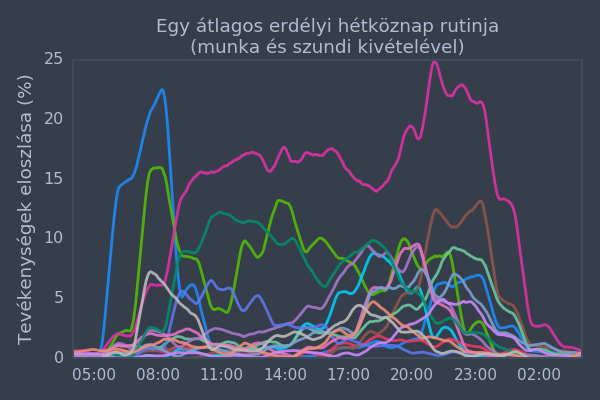 Egy átlagos erdélyi hétköznap rutinja
(munka és szundi kivételével)
Tevékenységek eloszlása (%)
25
20
15
10
5
0
05:00 08:00 11:00 14:00 17:00 20:00 23:00 02:00